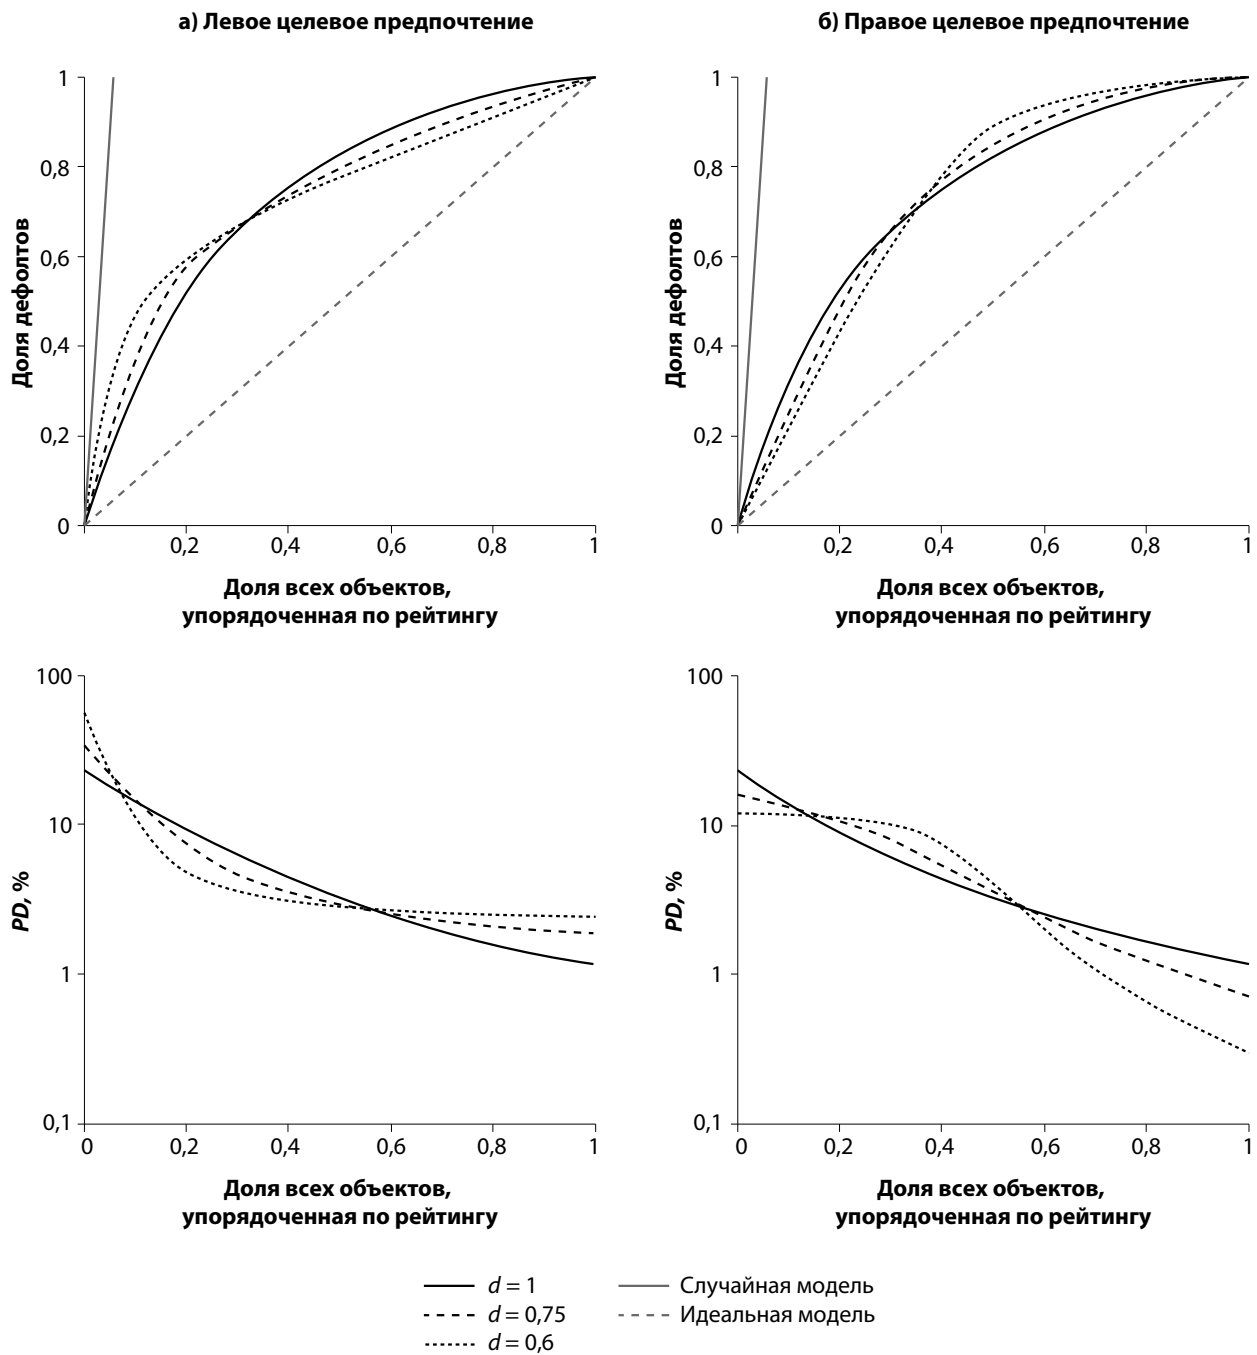 а) Левое целевое предпочтение
1
0,8
0,6
0,4
0,2
0
Доля дефолтов
0,2
0,4
0,6
0,8
1
Доля всех объектов,
упорядоченная по рейтингу
б) Правое целевое предпочтение
1
0,8
0,6
0,4
0,2
0
Доля дефолтов
0,2
0,4
0,6
0,8
1
Доля всех объектов,
упорядоченная по рейтингу
100
10
1
0,1
PD, %
0
0,2
0,4
0,6
0,8
1
Доля всех объектов,
упорядоченная по рейтингу
100
10
1
0,1
PD, %
0
0,2
0,4
0,6
0,8
1
Доля всех объектов,
упорядоченная по рейтингу
d = 1
d = 0,75
d = 0,6
Случайная модель
Идеальная модель